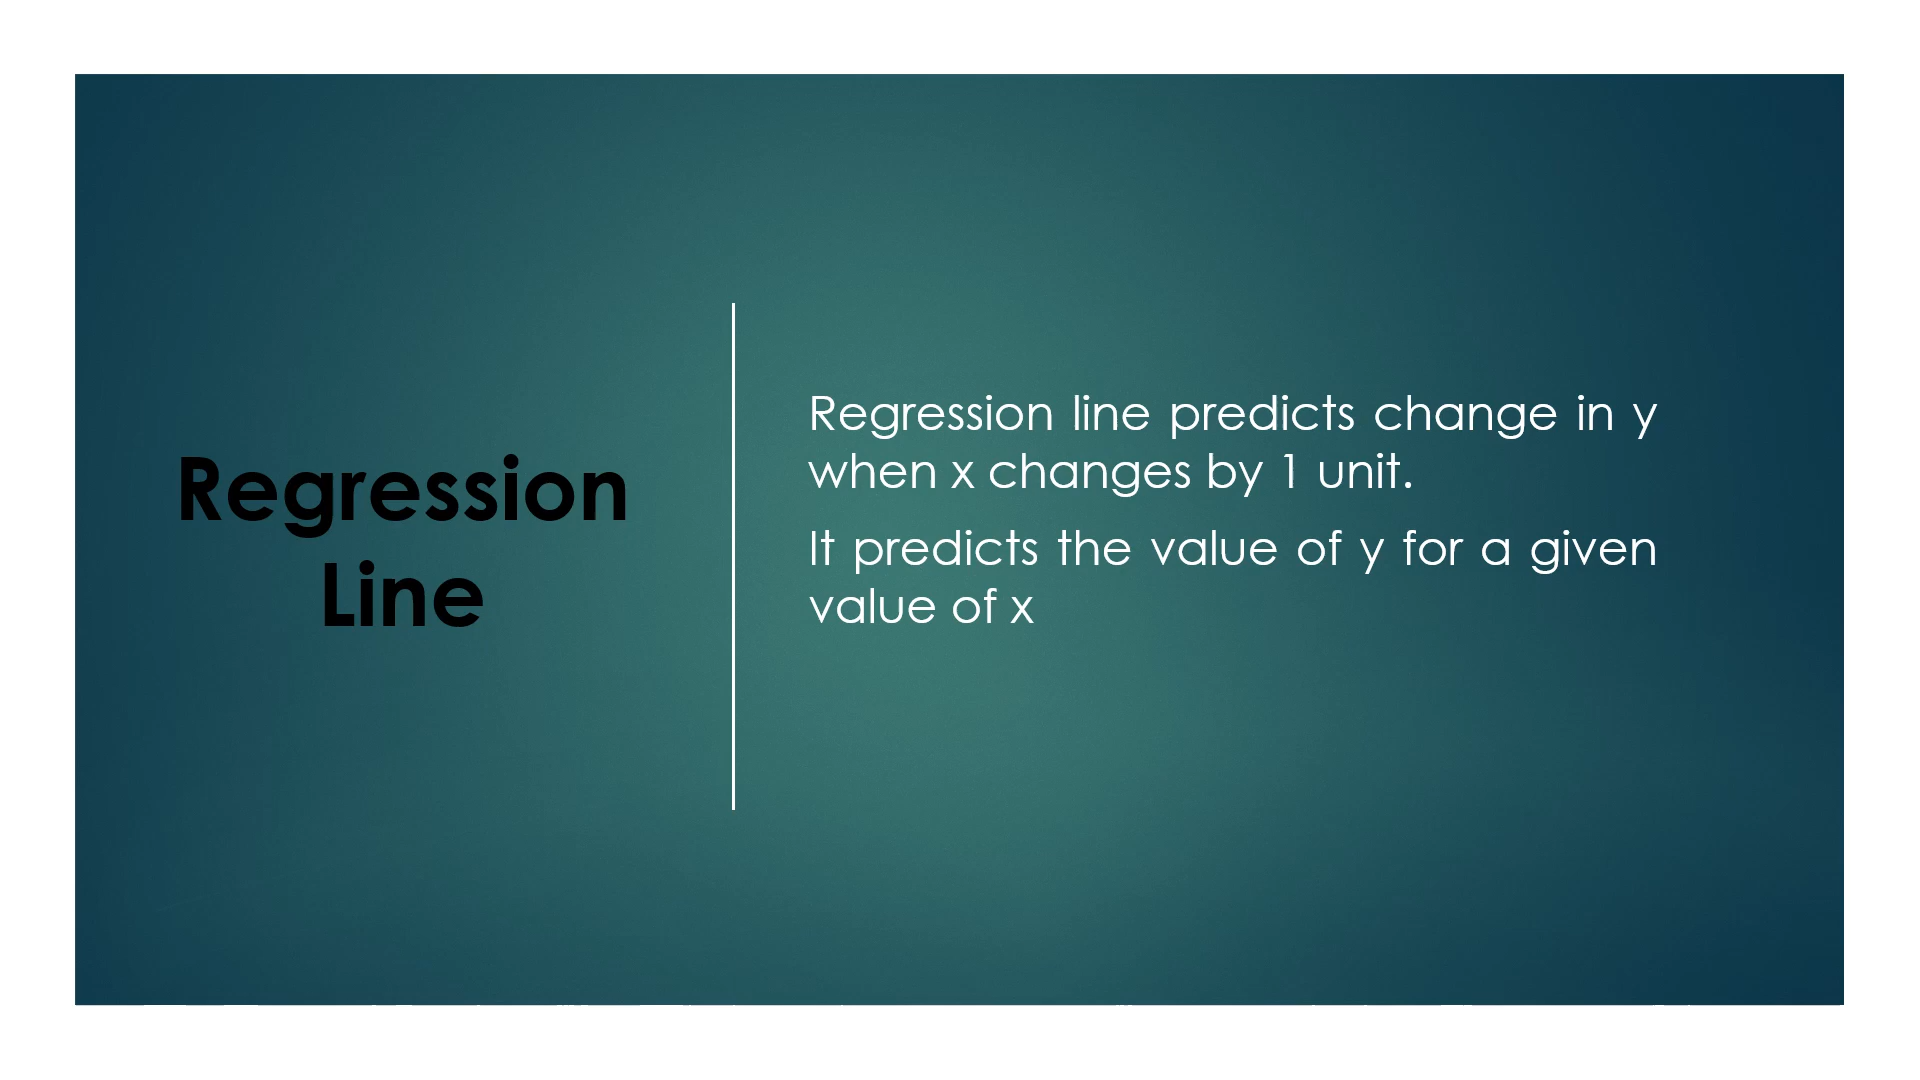 Regression
Line
Regression line predicts change in y
when x changes by 1 unit.
It predicts the value of y for a given
value of x